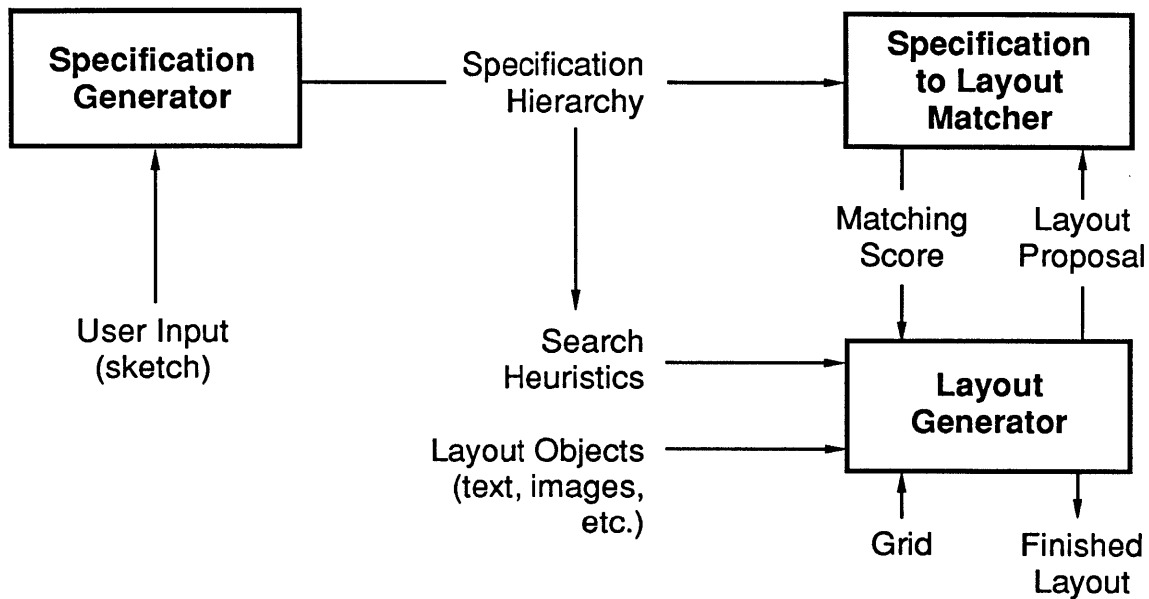 Specification
Generator
Specification
Hierarchy
Specification
to Layout
Matcher
Matching
Score
Layout
Proposal
User Input
(sketch)
Search
Heuristics
Layout
Generator
Layout Objects
(text, images,
etc.)
Grid
Finished
Layout